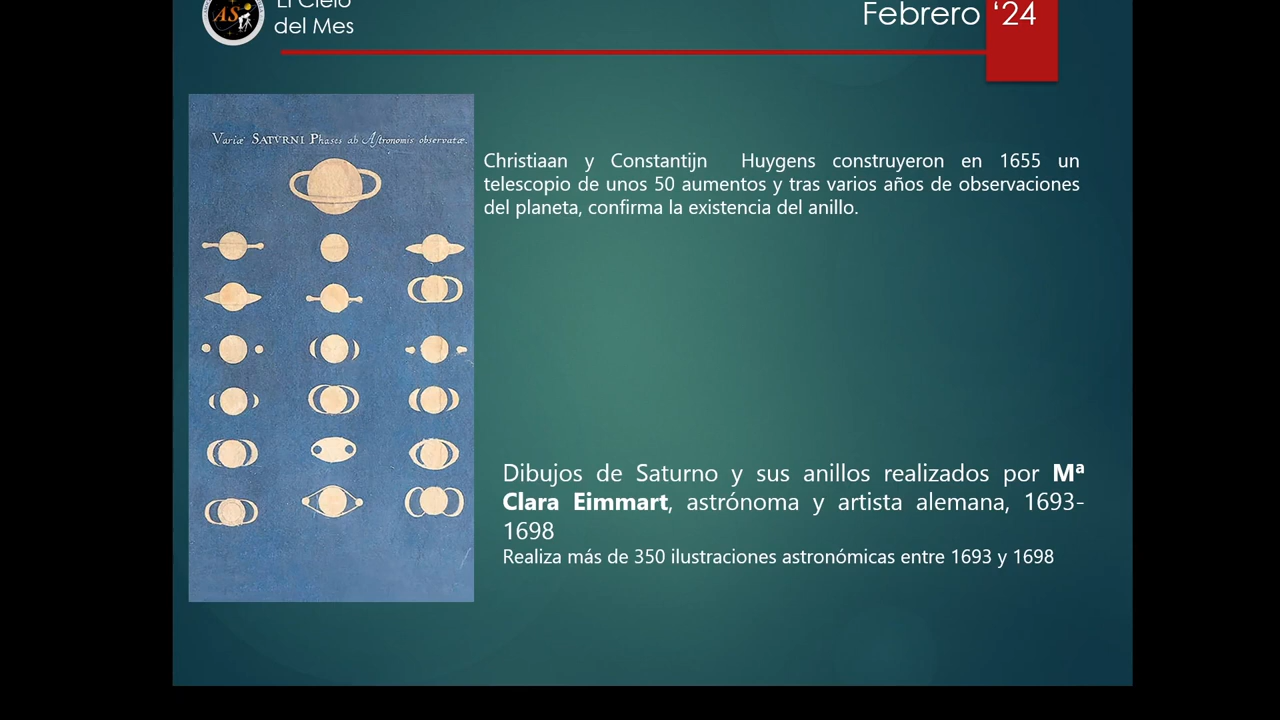 El Cielo
del Mes
Febrero ‘24
AS
Variæ SATVRNI Phases ab Astronomis observatæ.
Christiaan y Constantijn Huygens construyeron en 1655 un
telescopio de unos 50 aumentos y tras varios años de observaciones
del planeta, confirma la existencia del anillo.
Dibujos de Saturno y sus anillos realizados por Mª
Clara Eimmart, astrónoma y artista alemana, 1693-
1698
Realiza más de 350 ilustraciones astronómicas entre 1693 y 1698